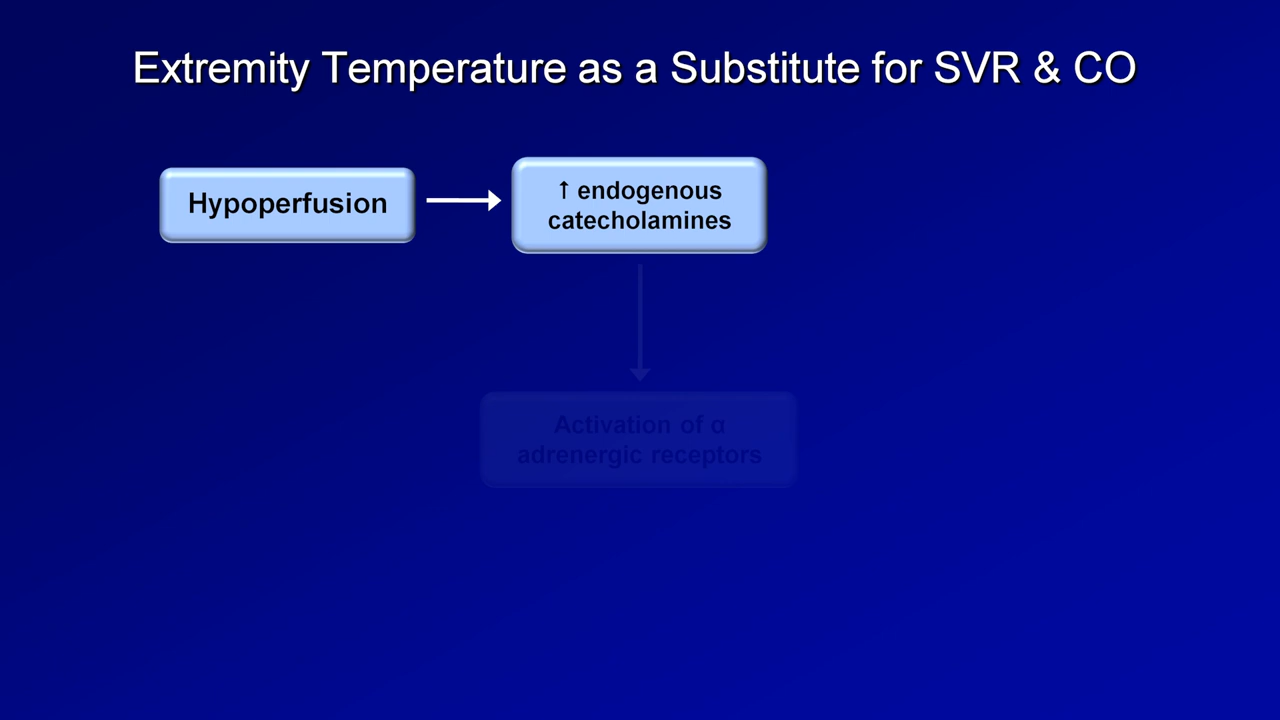 Extremity Temperature as a Substitute for SVR & CO
Hypoperfusion
↑ endogenous
catecholamines
Activation of α
adrenergic receptors